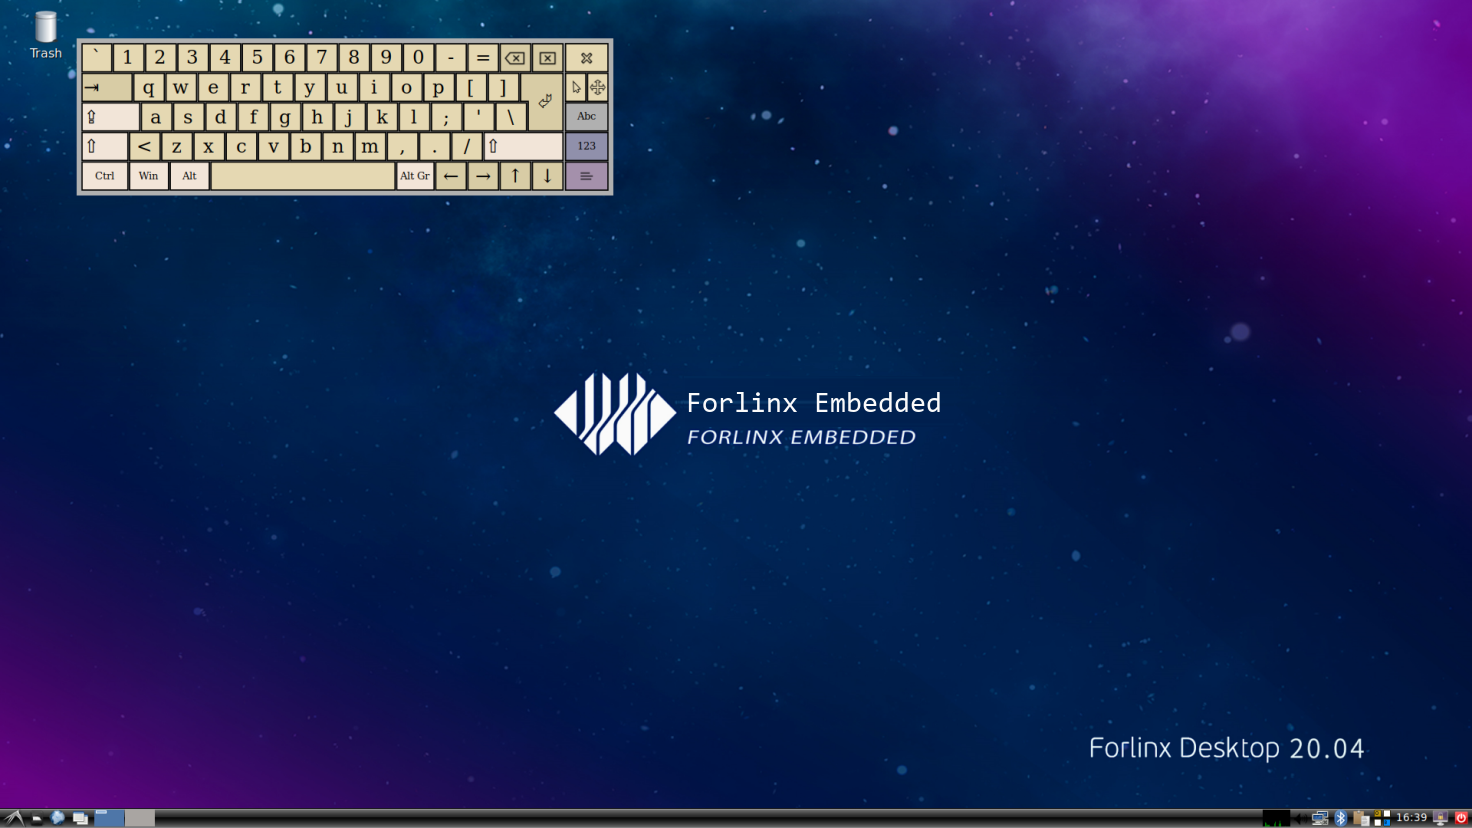 Trash
` 1 2 3 4 5 6 7 8 9 0 - =
q w e r t y u i o p [ ]
a s d f g h j k l ; ' \ Abc
< z x c v b n m , . / 123
Ctrl Win Alt Alt Gr
Forlinx Embedded
FORLINX EMBEDDED
Forlinx Desktop 20.04
16:39